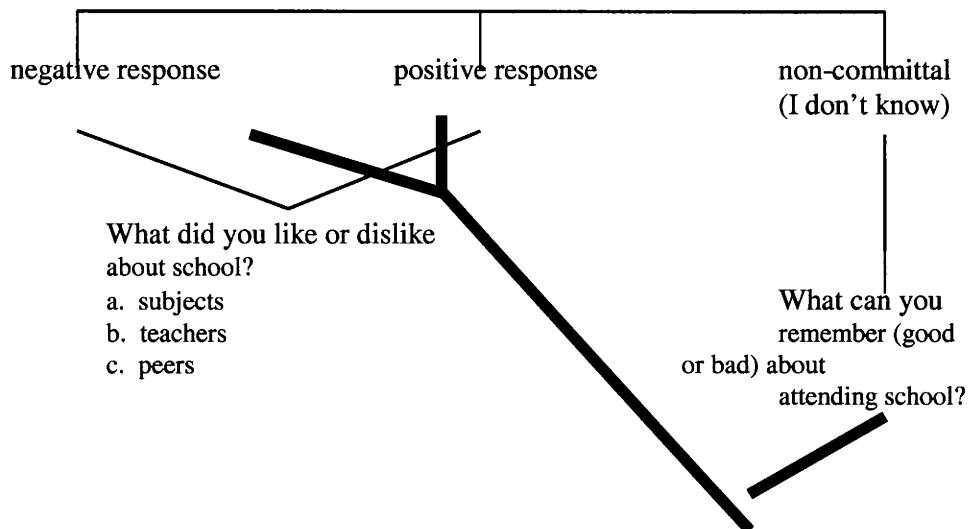 negative response
positive response
non-committal
(I don't know)
What did you like or dislike
about school?
a. subjects
b. teachers
c. peers
What can you
remember (good
or bad) about
attending school?